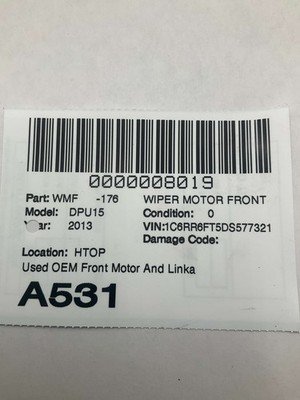 0000008019
Part: WMF -176 WIPER MOTOR FRONT
Model: DPU15 Condition: 0
ar: 2013 VIN:1C6RR6FT5DS577321
Damage Code:
Location: HTOP
Used OEM Front Motor And Linka
A531